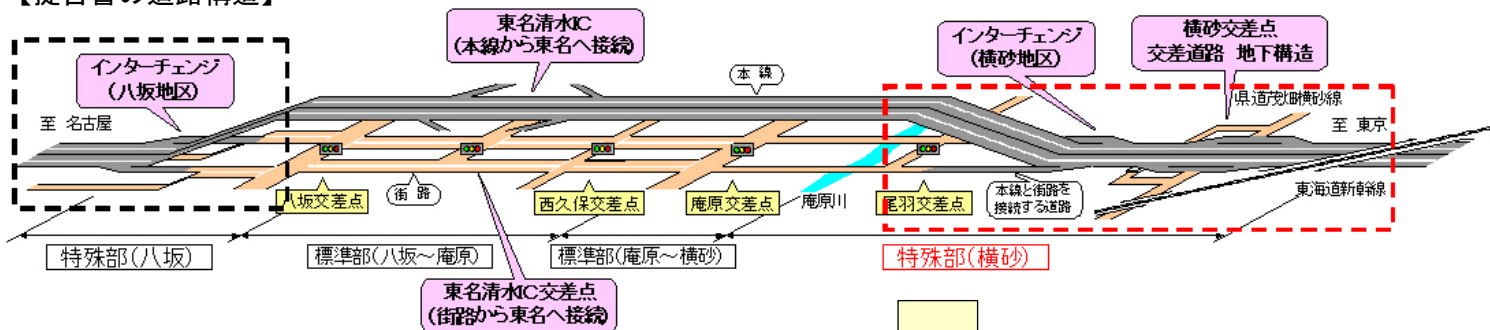 【提言書の道路構造】
東名清水IC
(本線から東名へ接続)
インターチェンジ
(八坂地区)
本 線
インターチェンジ
(横砂地区)
横砂交差点
交差道路 地下構造
県道茂畑横砂線
至 名古屋
至 東京
八坂交差点
街 路
西久保交差点
庵原交差点
庵原川
尾羽交差点
本線と街路を
接続する道路
東海道新幹線
特殊部(八坂)
標準部(八坂～庵原)
標準部(庵原～横砂)
特殊部(横砂)
東名清水IC交差点
(街路から東名へ接続)